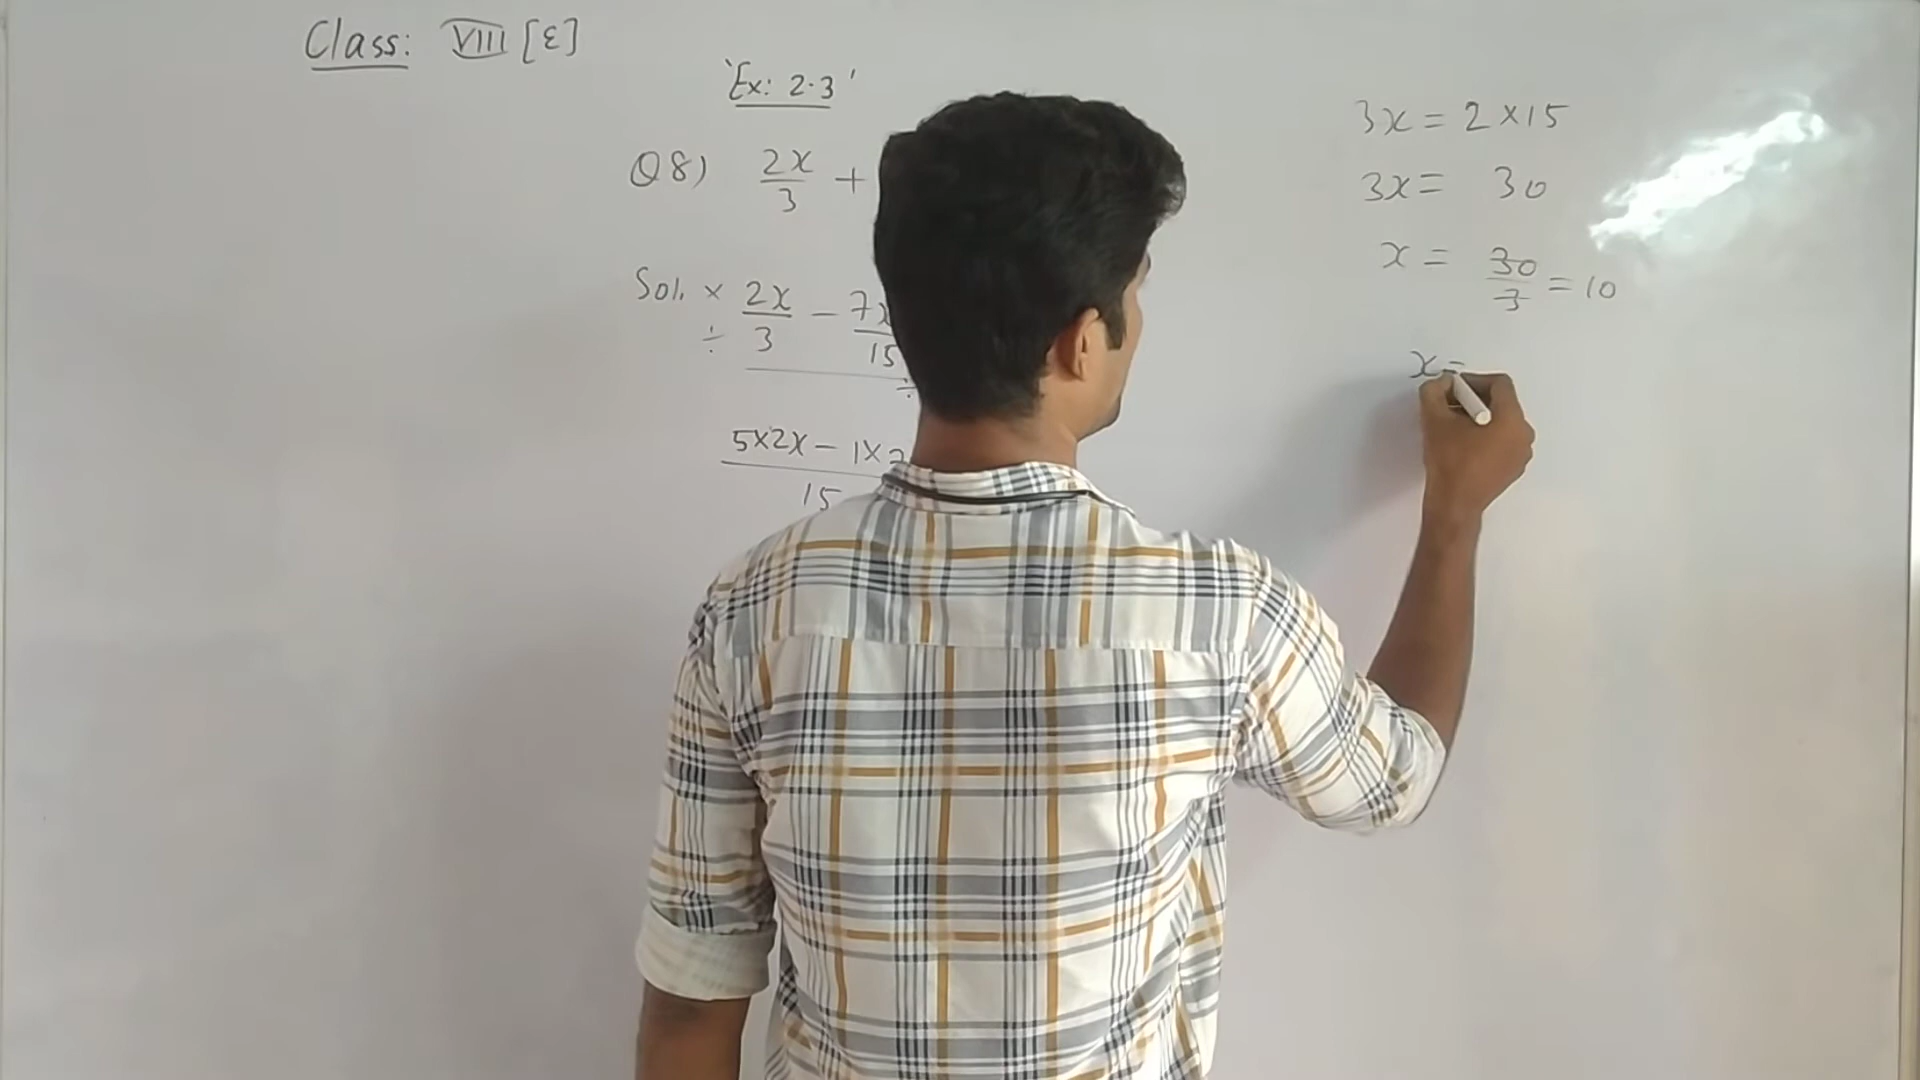 Class: VIII [E]
'Ex: 2.3'
Q8) 2x/3 +
Sol. × 2x/3 - 7x/15
÷ ÷
5×2x - 1×7
15
3x = 2×15
3x = 30
x = 30/3 = 10
x =